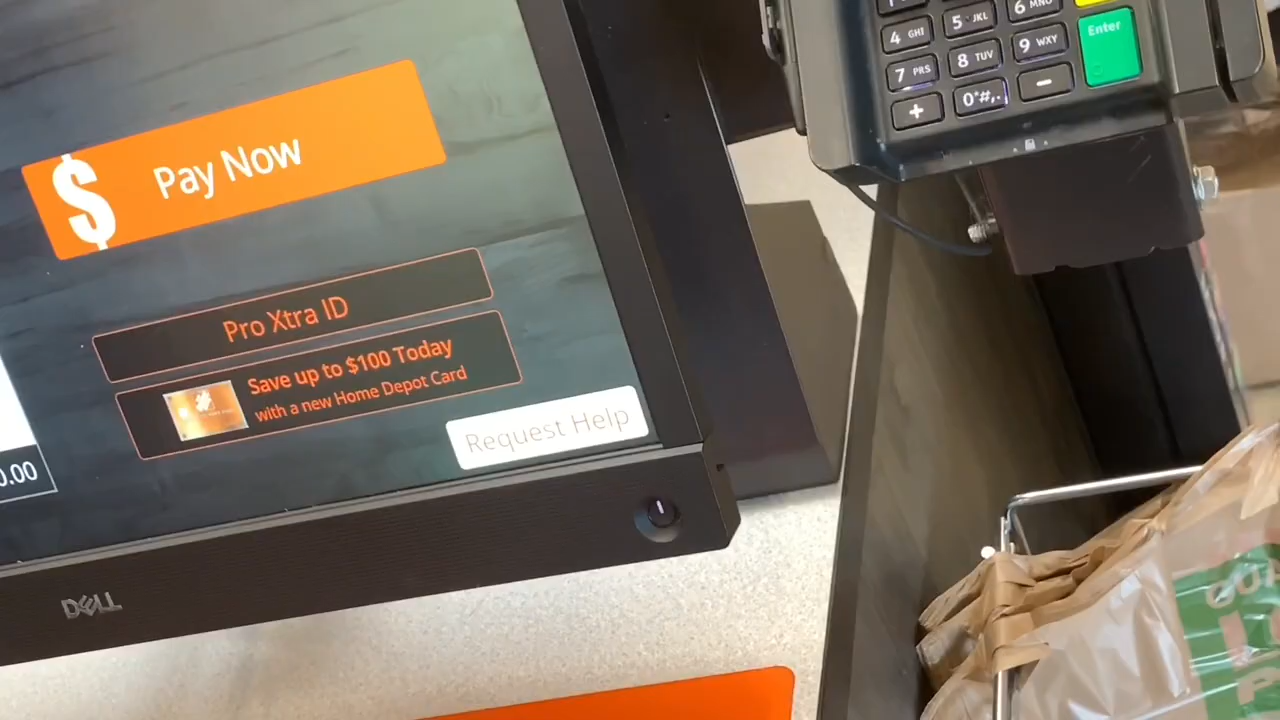 Pay Now
Pro Xtra ID
Save up to $100 Today
with a new Home Depot Card
Request Help
0.00
DELL
4 GHI
5 JKL
6 MNO
7 PRS
8 TUV
9 WXY
Enter
+
0*#,.
-